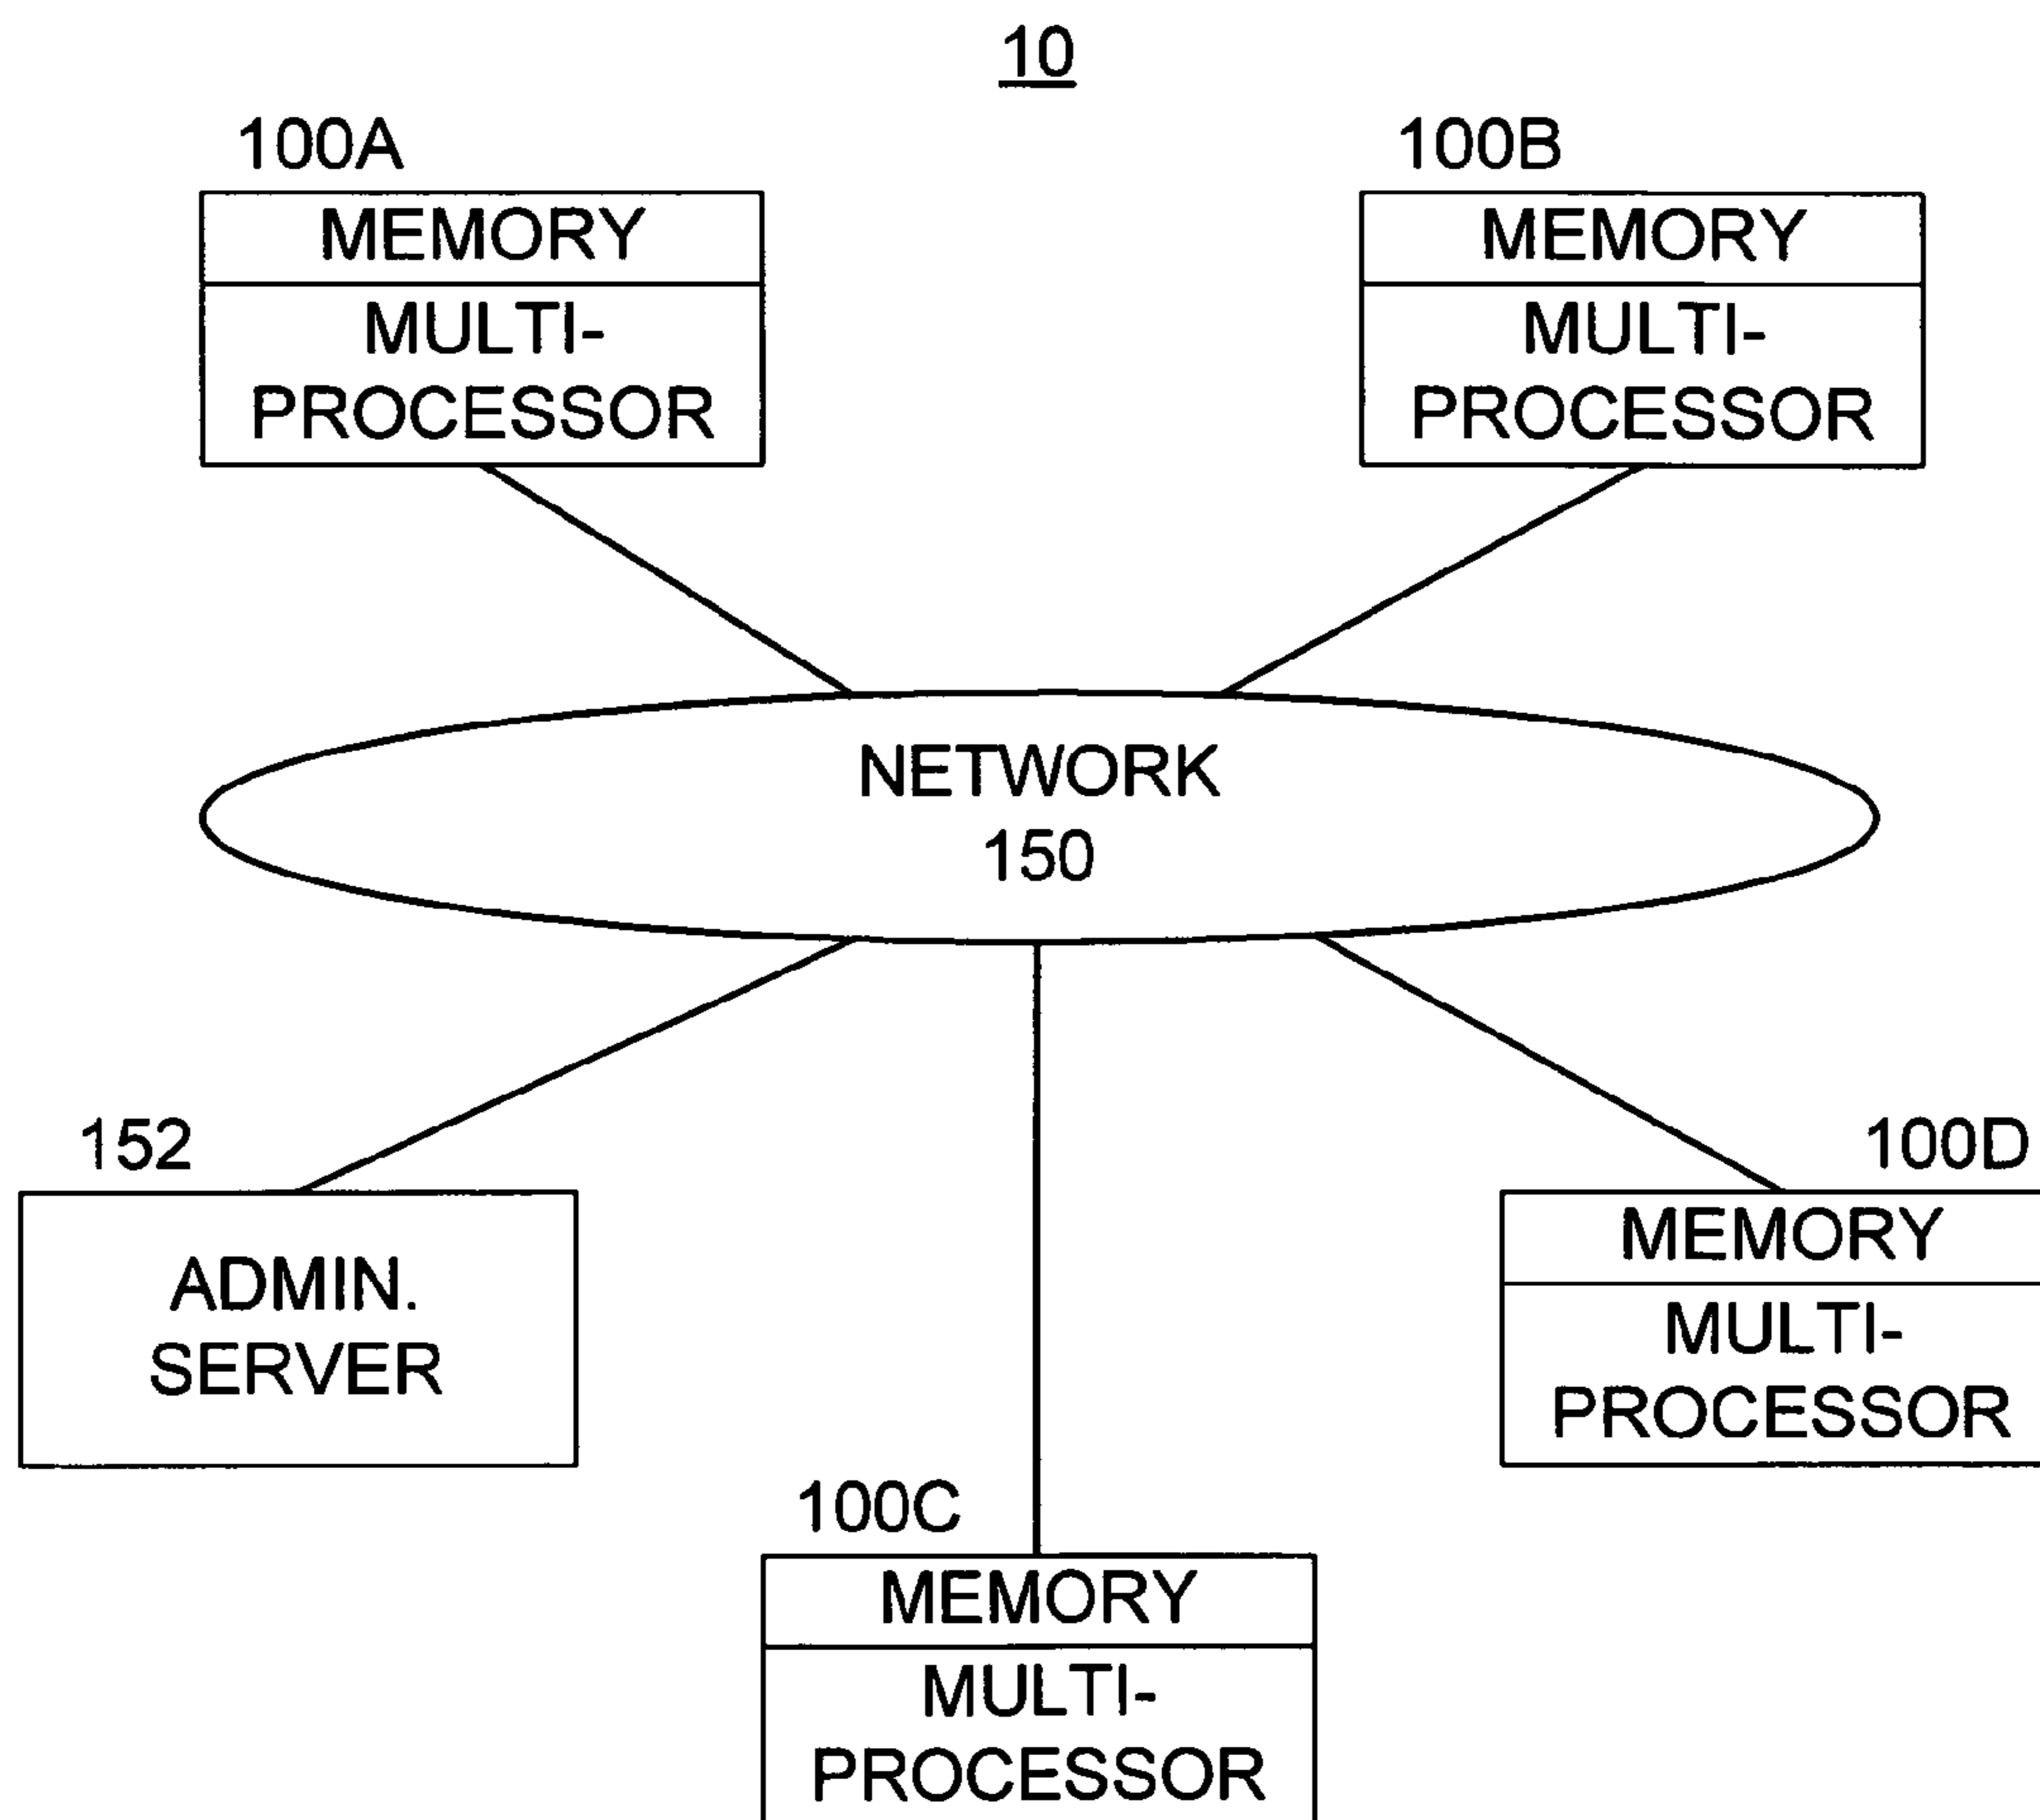 10
100A
MEMORY
MULTI-
PROCESSOR
100B
MEMORY
MULTI-
PROCESSOR
NETWORK
150
152
ADMIN.
SERVER
100D
MEMORY
MULTI-
PROCESSOR
100C
MEMORY
MULTI-
PROCESSOR